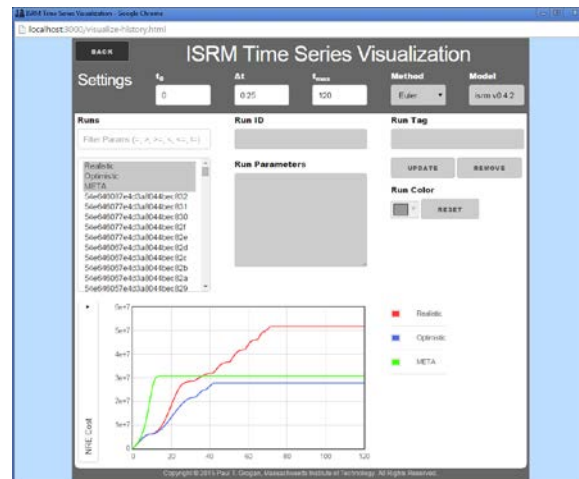 ISRM Time Series Visualization - Google Chrome
localhost:3000/visualize-history.html
BACK
ISRM Time Series Visualization
Settings
t₀
Δt
tₘₐₓ
Method
Model
0
0.25
120
Euler
isrm v0.4.2
Runs
Run ID
Run Tag
Filter Params (=, >, >=, <, <=, !=)
Realistic
Optimistic
META
Run Parameters
UPDATE
REMOVE
Run Color
RESET
6e+7
5e+7
4e+7
3e+7
2e+7
1e+7
0
NRE Cost
0 20 40 60 80 100 120
Realistic
Optimistic
META
Copyright © 2015 Paul T. Grogan, Massachusetts Institute of Technology. All Rights Reserved.